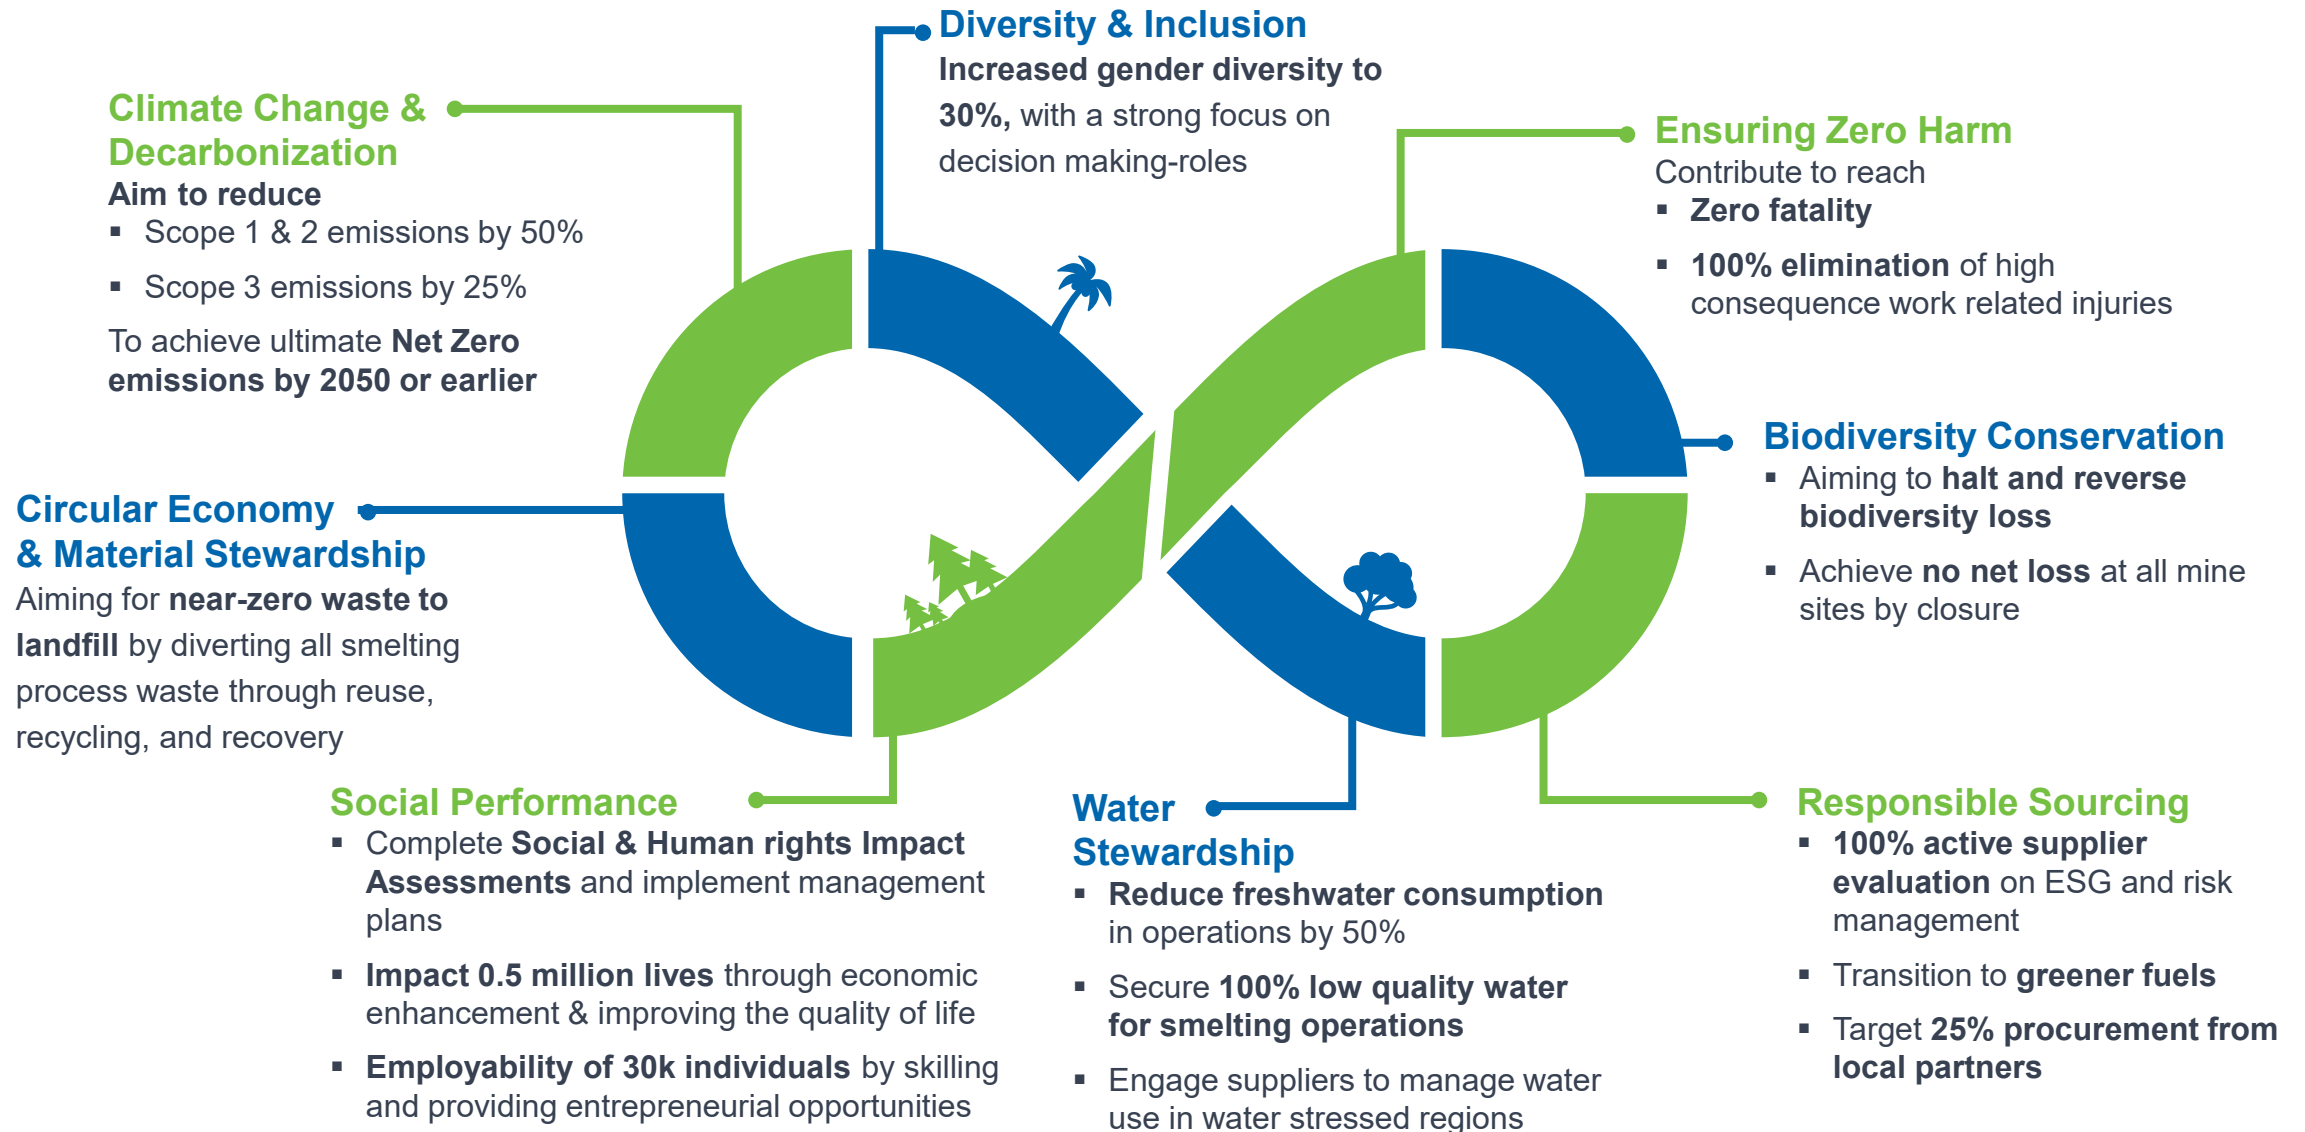 Diversity & Inclusion
Increased gender diversity to
30%, with a strong focus on
decision making-roles
Climate Change &
Decarbonization
Aim to reduce
▪ Scope 1 & 2 emissions by 50%
▪ Scope 3 emissions by 25%
To achieve ultimate Net Zero
emissions by 2050 or earlier
Ensuring Zero Harm
Contribute to reach
▪ Zero fatality
▪ 100% elimination of high
consequence work related injuries
Circular Economy
& Material Stewardship
Aiming for near-zero waste to
landfill by diverting all smelting
process waste through reuse,
recycling, and recovery
Biodiversity Conservation
▪ Aiming to halt and reverse
biodiversity loss
▪ Achieve no net loss at all mine
sites by closure
Social Performance
▪ Complete Social & Human rights Impact
Assessments and implement management
plans
▪ Impact 0.5 million lives through economic
enhancement & improving the quality of life
▪ Employability of 30k individuals by skilling
and providing entrepreneurial opportunities
Water
Stewardship
▪ Reduce freshwater consumption
in operations by 50%
▪ Secure 100% low quality water
for smelting operations
▪ Engage suppliers to manage water
use in water stressed regions
Responsible Sourcing
▪ 100% active supplier
evaluation on ESG and risk
management
▪ Transition to greener fuels
▪ Target 25% procurement from
local partners